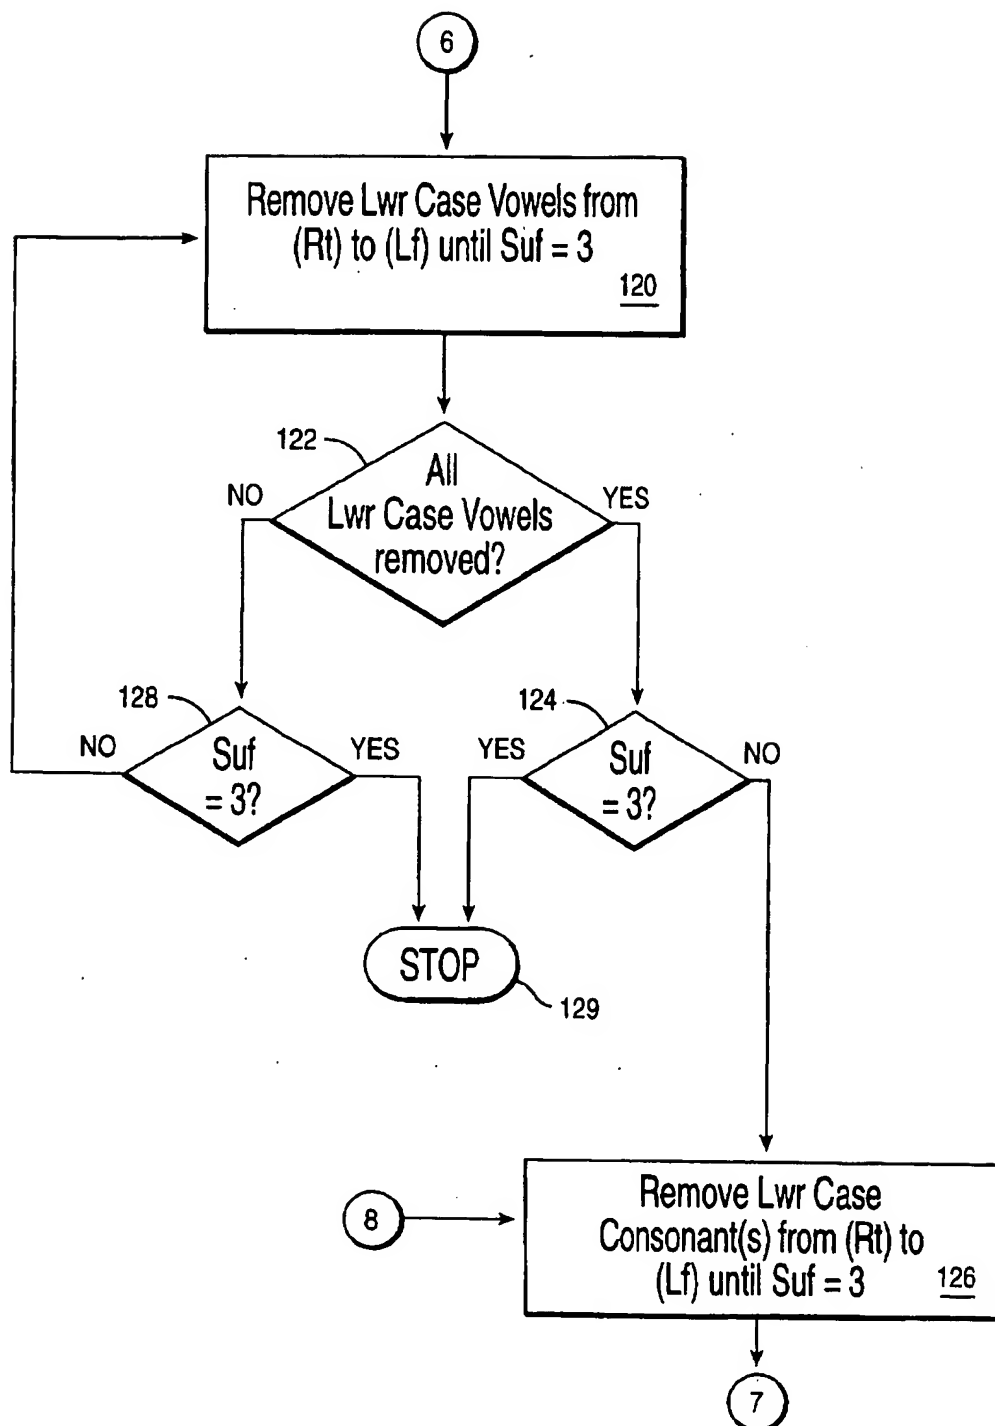 6
Remove Lwr Case Vowels from
(Rt) to (Lf) until Suf = 3
120
122
All
Lwr Case Vowels
removed?
NO
YES
128
Suf
= 3?
NO
YES
124
Suf
= 3?
YES
NO
STOP
129
8
Remove Lwr Case
Consonant(s) from (Rt) to
(Lf) until Suf = 3
126
7